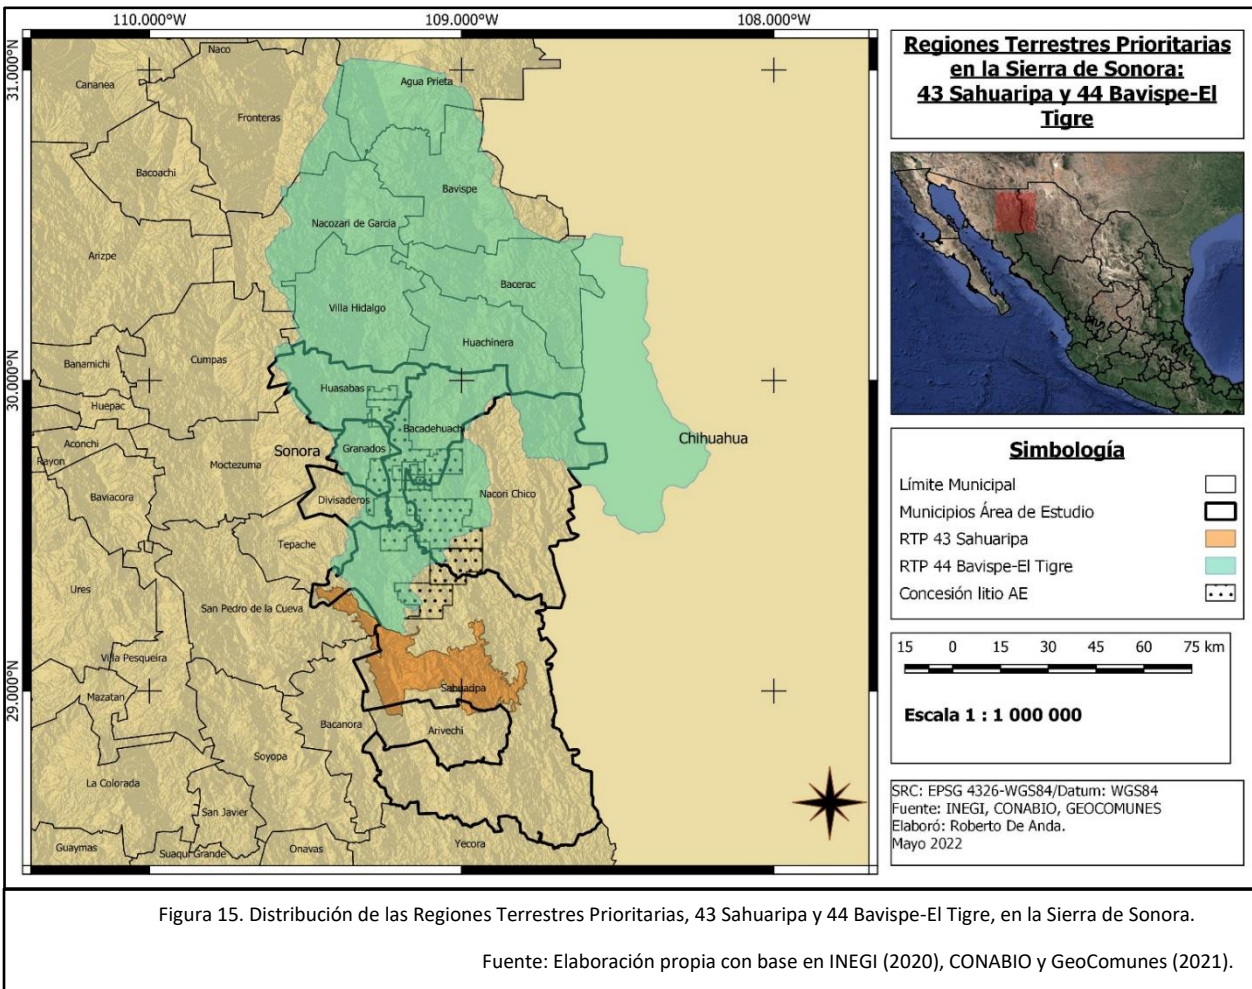 110.000°W 109.000°W 108.000°W
31.000°N
30.000°N
29.000°N
Naco
Agua Prieta
Cananea
Fronteras
Bacoachi
Bavispe
Nacozari de Garcia
Arizpe
Bacerac
Villa Hidalgo
Huachinera
Cumpas
Banamichi
Huasabas
Huepac
Bacadehuachi
Aconchi
Sonora
Granados
Chihuahua
Rayon
Moctezuma
Baviacora
Divisaderos
Nacori Chico
Tepache
Ures
San Pedro de la Cueva
Villa Pesqueira
Mazatan
Sahuaripa
Bacanora
Arivechi
Soyopa
La Colorada
San Javier
Guaymas
Suaqui Grande
Onavas
Yecora
Regiones Terrestres Prioritarias
en la Sierra de Sonora:
43 Sahuaripa y 44 Bavispe-El
Tigre
Simbología
Límite Municipal
Municipios Área de Estudio
RTP 43 Sahuaripa
RTP 44 Bavispe-El Tigre
Concesión litio AE
15 0 15 30 45 60 75 km
Escala 1 : 1 000 000
SRC: EPSG 4326-WGS84/Datum: WGS84
Fuente: INEGI, CONABIO, GEOCOMUNES
Elaboró: Roberto De Anda.
Mayo 2022
Figura 15. Distribución de las Regiones Terrestres Prioritarias, 43 Sahuaripa y 44 Bavispe-El Tigre, en la Sierra de Sonora.
Fuente: Elaboración propia con base en INEGI (2020), CONABIO y GeoComunes (2021).